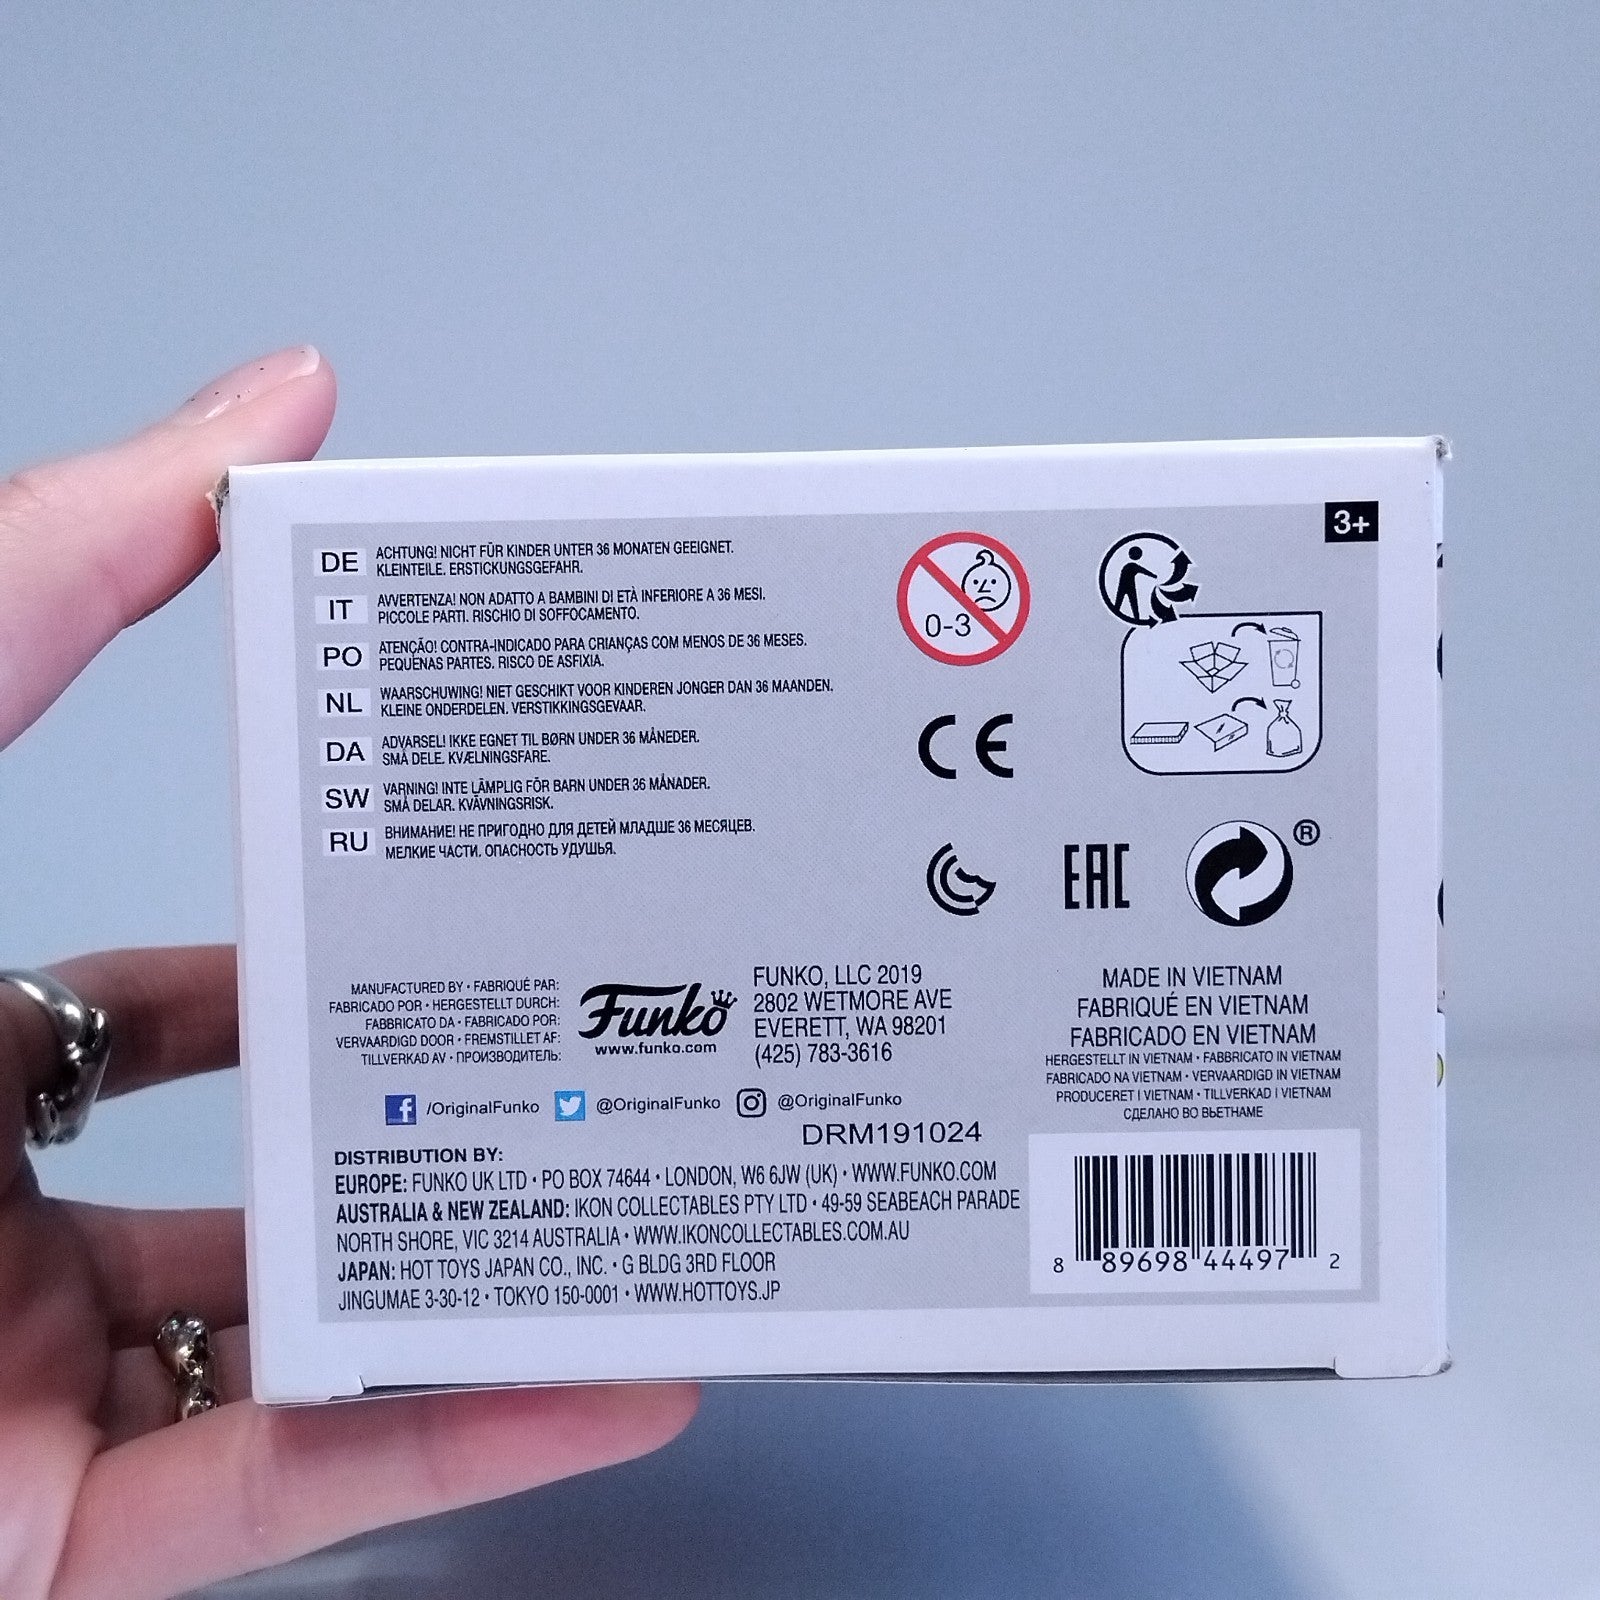 3+
DE ACHTUNG! NICHT FÜR KINDER UNTER 36 MONATEN GEEIGNET.
KLEINTEILE. ERSTICKUNGSGEFAHR.
IT AVVERTENZA! NON ADATTO A BAMBINI DI ETÀ INFERIORE A 36 MESI.
PICCOLE PARTI. RISCHIO DI SOFFOCAMENTO.
PO ATENÇÃO! CONTRA-INDICADO PARA CRIANÇAS COM MENOS DE 36 MESES.
PEQUENAS PARTES. RISCO DE ASFIXIA.
NL WAARSCHUWING! NIET GESCHIKT VOOR KINDEREN JONGER DAN 36 MAANDEN.
KLEINE ONDERDELEN. VERSTIKKINGSGEVAAR.
DA ADVARSEL! IKKE EGNET TIL BØRN UNDER 36 MÅNEDER.
SMÅ DELE. KVÆLNINGSFARE.
SW VARNING! INTE LÄMPLIG FÖR BARN UNDER 36 MÅNADER.
SMÅ DELAR. KVÄVNINGSRISK.
RU ВНИМАНИЕ! НЕ ПРИГОДНО ДЛЯ ДЕТЕЙ МЛАДШЕ 36 МЕСЯЦЕВ.
МЕЛКИЕ ЧАСТИ. ОПАСНОСТЬ УДУШЬЯ.
0-3
CE
EAC
®
MANUFACTURED BY • FABRIQUÉ PAR:
FABRICADO POR • HERGESTELLT DURCH:
FABBRICATO DA • FABRICADO POR:
VERVAARDIGD DOOR • FREMSTILLET AF:
TILLVERKAD AV • ПРОИЗВОДИТЕЛЬ:
Funko
www.funko.com
FUNKO, LLC 2019
2802 WETMORE AVE
EVERETT, WA 98201
(425) 783-3616
MADE IN VIETNAM
FABRIQUÉ EN VIETNAM
FABRICADO EN VIETNAM
HERGESTELLT IN VIETNAM • FABBRICATO IN VIETNAM
FABRICADO NA VIETNAM • VERVAARDIGD IN VIETNAM
PRODUCERET I VIETNAM • TILLVERKAD I VIETNAM
СДЕЛАНО ВО ВЬЕТНАМЕ
f /OriginalFunko @OriginalFunko @OriginalFunko
DRM191024
DISTRIBUTION BY:
EUROPE: FUNKO UK LTD • PO BOX 74644 • LONDON, W6 6JW (UK) • WWW.FUNKO.COM
AUSTRALIA & NEW ZEALAND: IKON COLLECTABLES PTY LTD • 49-59 SEABEACH PARADE
NORTH SHORE, VIC 3214 AUSTRALIA • WWW.IKONCOLLECTABLES.COM.AU
JAPAN: HOT TOYS JAPAN CO., INC. • G BLDG 3RD FLOOR
JINGUMAE 3-30-12 • TOKYO 150-0001 • WWW.HOTTOYS.JP
8 89698 44497 2